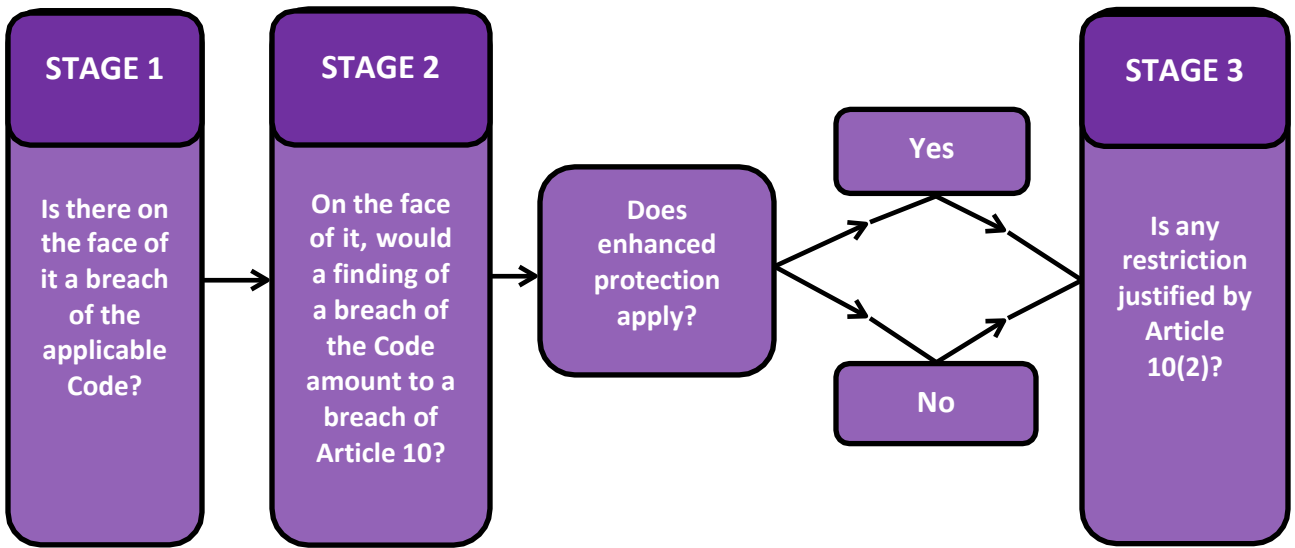 STAGE 1
Is there on
the face of
it a breach
of the
applicable
Code?
STAGE 2
On the face
of it, would
a finding of
a breach of
the Code
amount to a
breach of
Article 10?
Does
enhanced
protection
apply?
Yes
No
STAGE 3
Is any
restriction
justified by
Article
10(2)?